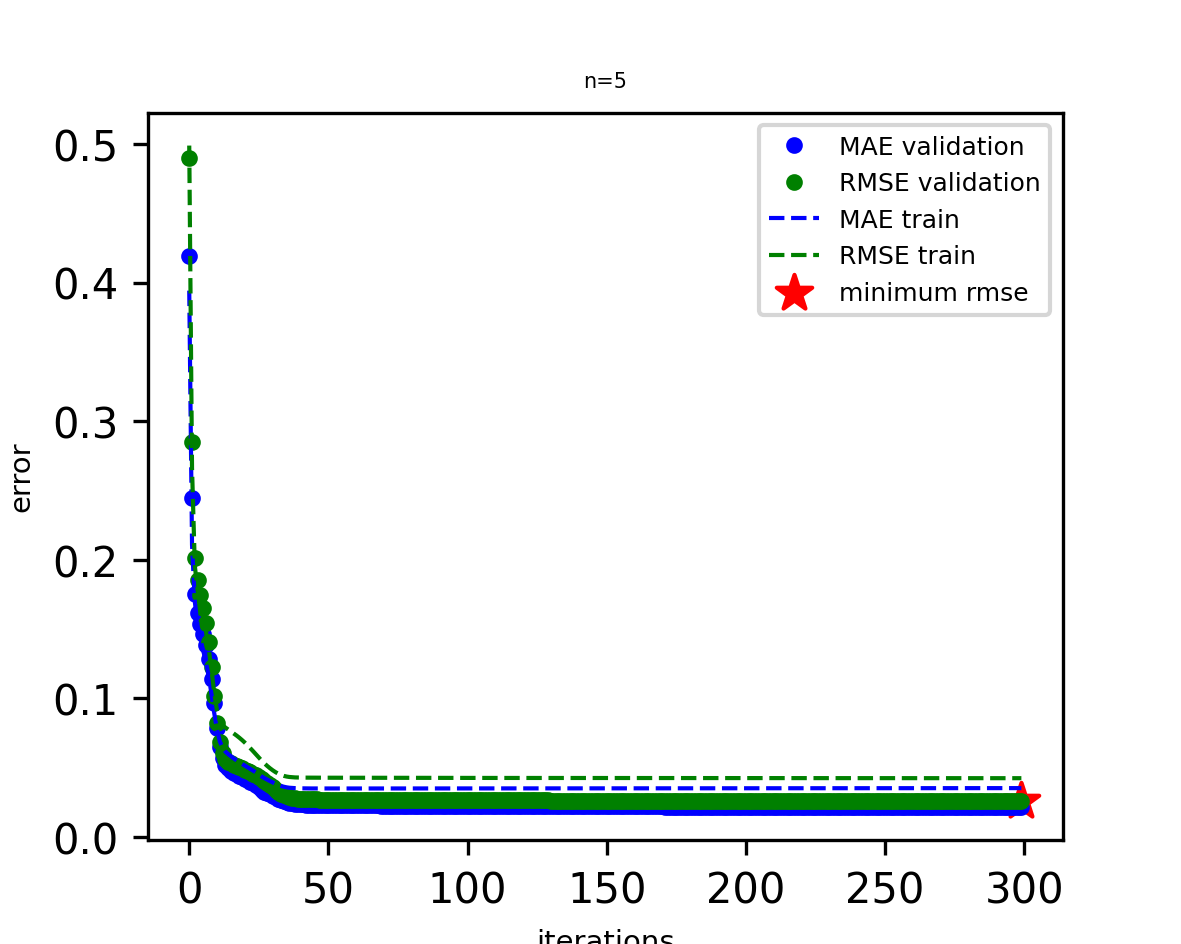 n=5
0.5
0.4
0.3
0.2
0.1
0.0
error
MAE validation
RMSE validation
MAE train
RMSE train
minimum rmse
0 50 100 150 200 250 300
iterations